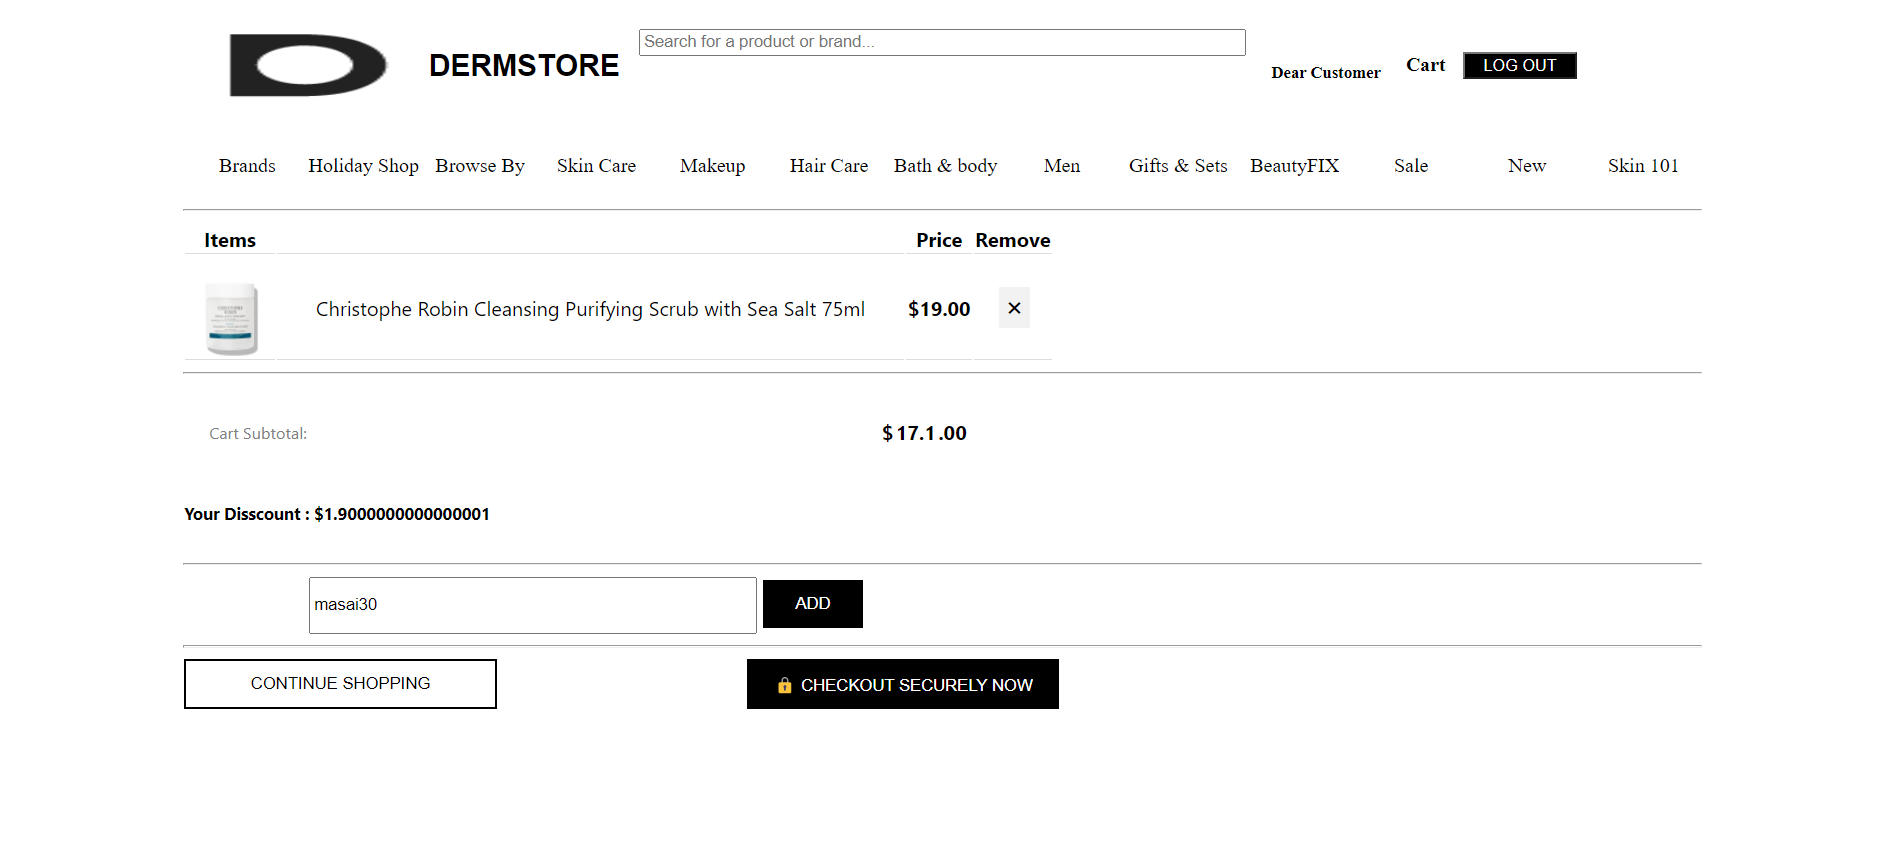 DERMSTORE
Search for a product or brand...
Dear Customer
Cart
LOG OUT
Brands Holiday Shop Browse By Skin Care Makeup Hair Care Bath & body Men Gifts & Sets BeautyFIX Sale New Skin 101
Items Price Remove
Christophe Robin Cleansing Purifying Scrub with Sea Salt 75ml $19.00 ✕
Cart Subtotal: $17.1.00
Your Disscount : $1.9000000000000001
masai30 ADD
CONTINUE SHOPPING 🔒 CHECKOUT SECURELY NOW